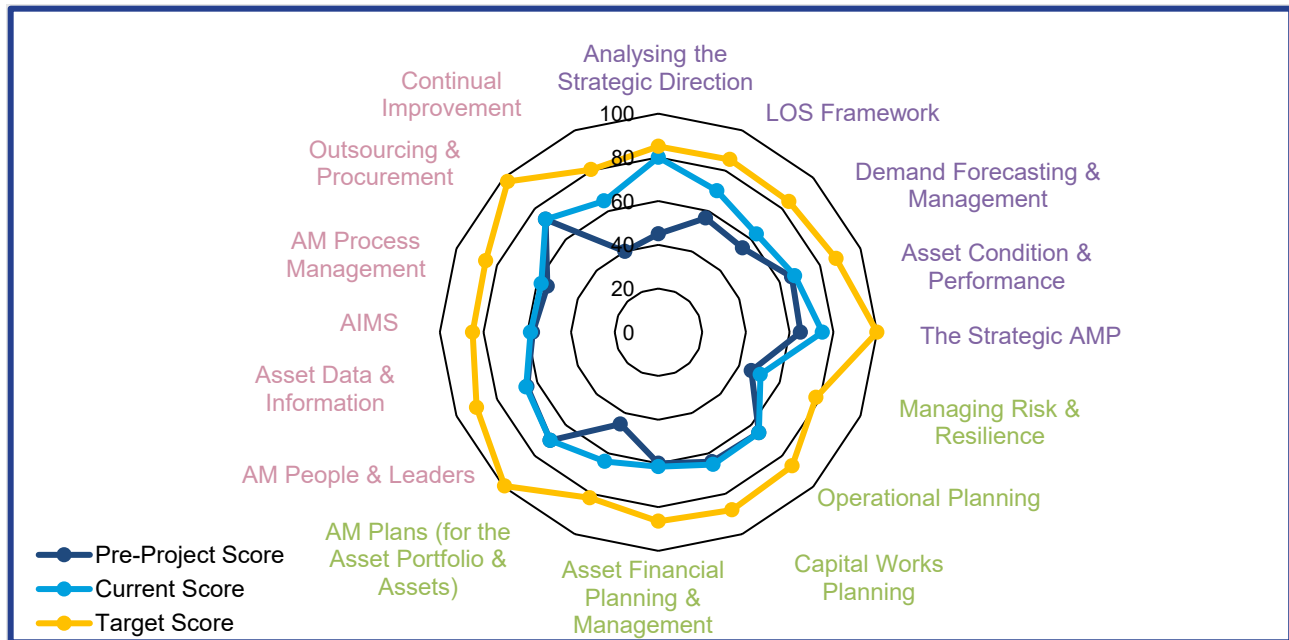 Analysing the
Strategic Direction
LOS Framework
Demand Forecasting &
Management
Asset Condition &
Performance
The Strategic AMP
Managing Risk &
Resilience
Operational Planning
Capital Works
Planning
Asset Financial
Planning &
Management
AM Plans (for the
Asset Portfolio &
Assets)
AM People & Leaders
Asset Data &
Information
AIMS
AM Process
Management
Outsourcing &
Procurement
Continual
Improvement
100
80
60
40
20
0
Pre-Project Score
Current Score
Target Score